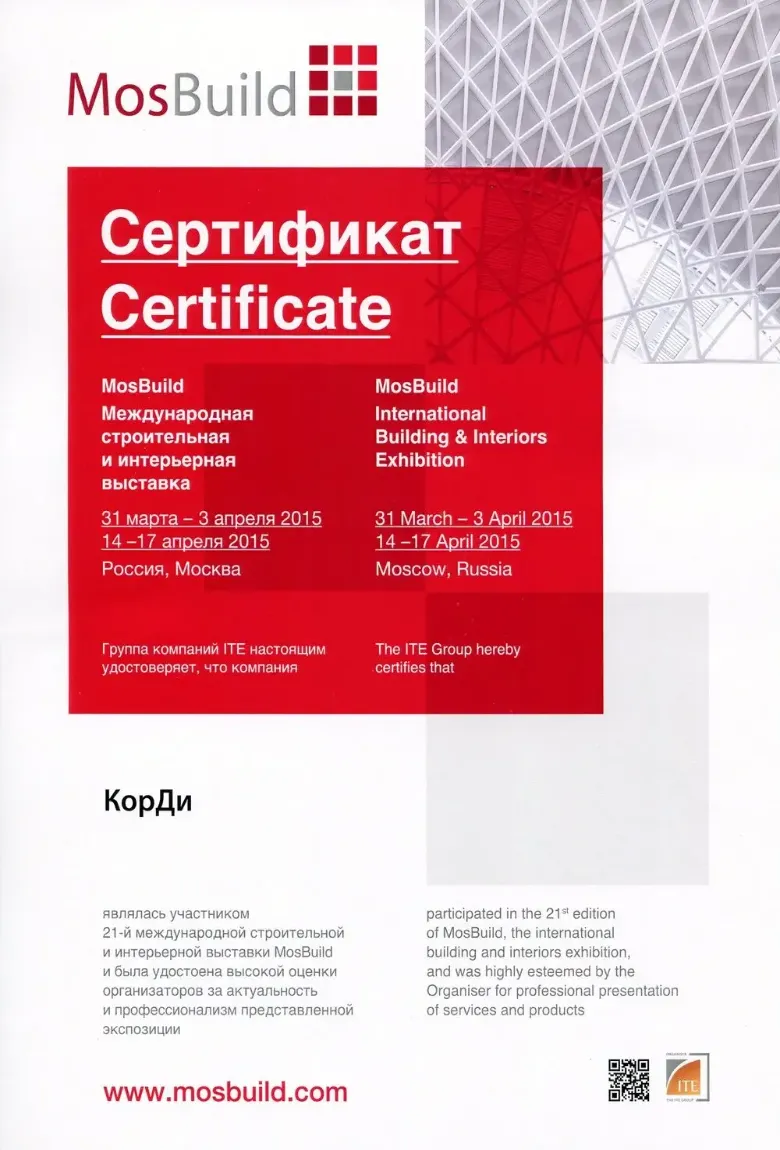 MosBuild
Сертификат
Certificate
MosBuild
Международная
строительная
и интерьерная
выставка
31 марта – 3 апреля 2015
14 –17 апреля 2015
Россия, Москва
MosBuild
International
Building & Interiors
Exhibition
31 March – 3 April 2015
14 –17 April 2015
Moscow, Russia
Группа компаний ITE настоящим
удостоверяет, что компания
The ITE Group hereby
certifies that
КорДи
являлась участником
21-й международной строительной
и интерьерной выставки MosBuild
и была удостоена высокой оценки
организаторов за актуальность
и профессионализм представленной
экспозиции
participated in the 21st edition
of MosBuild, the international
building and interiors exhibition,
and was highly esteemed by the
Organiser for professional presentation
of services and products
www.mosbuild.com
ITE